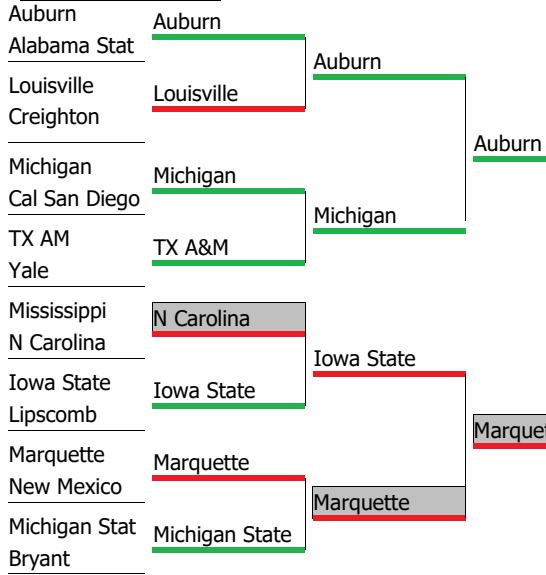 Auburn
Alabama Stat
Louisville
Creighton
Michigan
Cal San Diego
TX AM
Yale
Mississippi
N Carolina
Iowa State
Lipscomb
Marquette
New Mexico
Michigan Stat
Bryant
Auburn
Louisville
Michigan
TX A&M
N Carolina
Iowa State
Marquette
Michigan State
Auburn
Michigan
Iowa State
Marquette
Auburn
Marquet